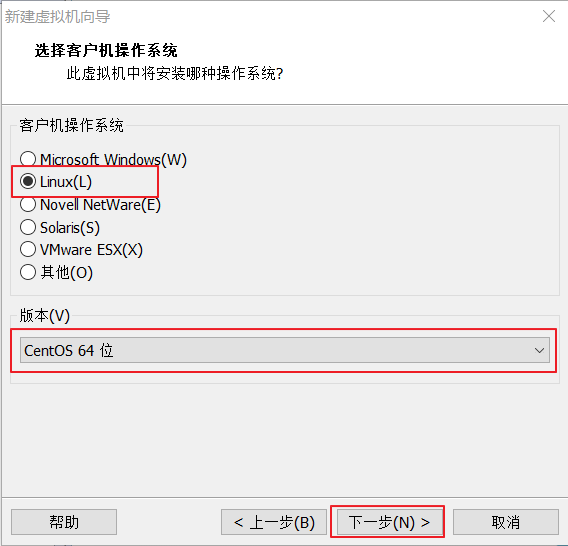 新建虚拟机向导
选择客户机操作系统
此虚拟机中将安装哪种操作系统?
客户机操作系统
Microsoft Windows(W)
Linux(L)
Novell NetWare(E)
Solaris(S)
VMware ESX(X)
其他(O)
版本(V)
CentOS 64 位
帮助
< 上一步(B)
下一步(N) >
取消